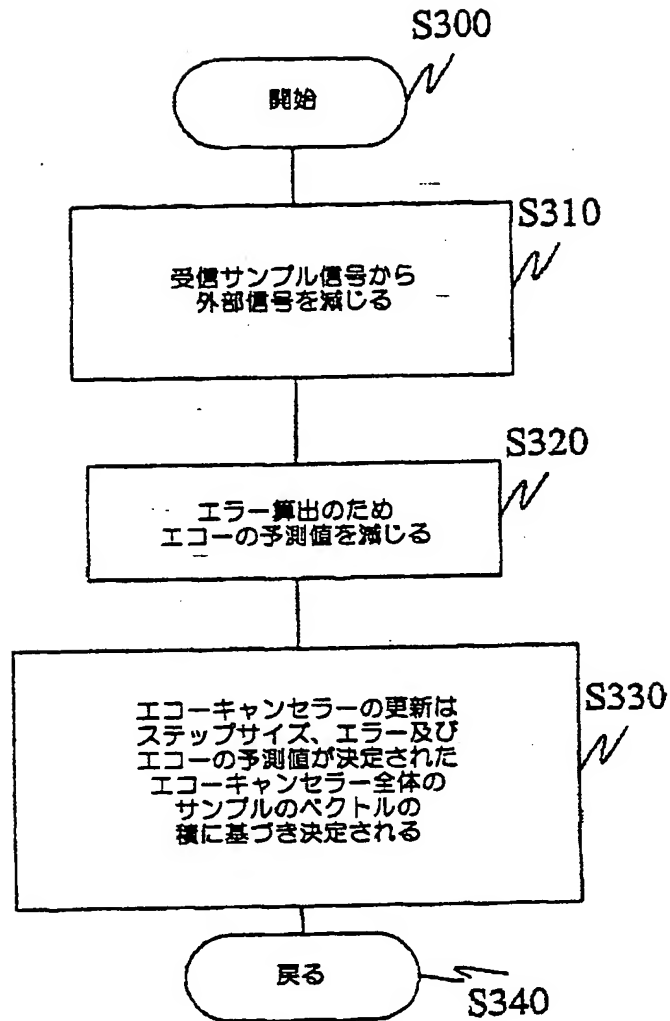 S300
開始
S310
受信サンプル信号から
外部信号を減じる
S320
エラー算出のため
エコーの予測値を減じる
S330
エコーキャンセラーの更新は
ステップサイズ、エラー及び
エコーの予測値が決定された
エコーキャンセラー全体の
サンプルのベクトルの
積に基づき決定される
戻る
S340